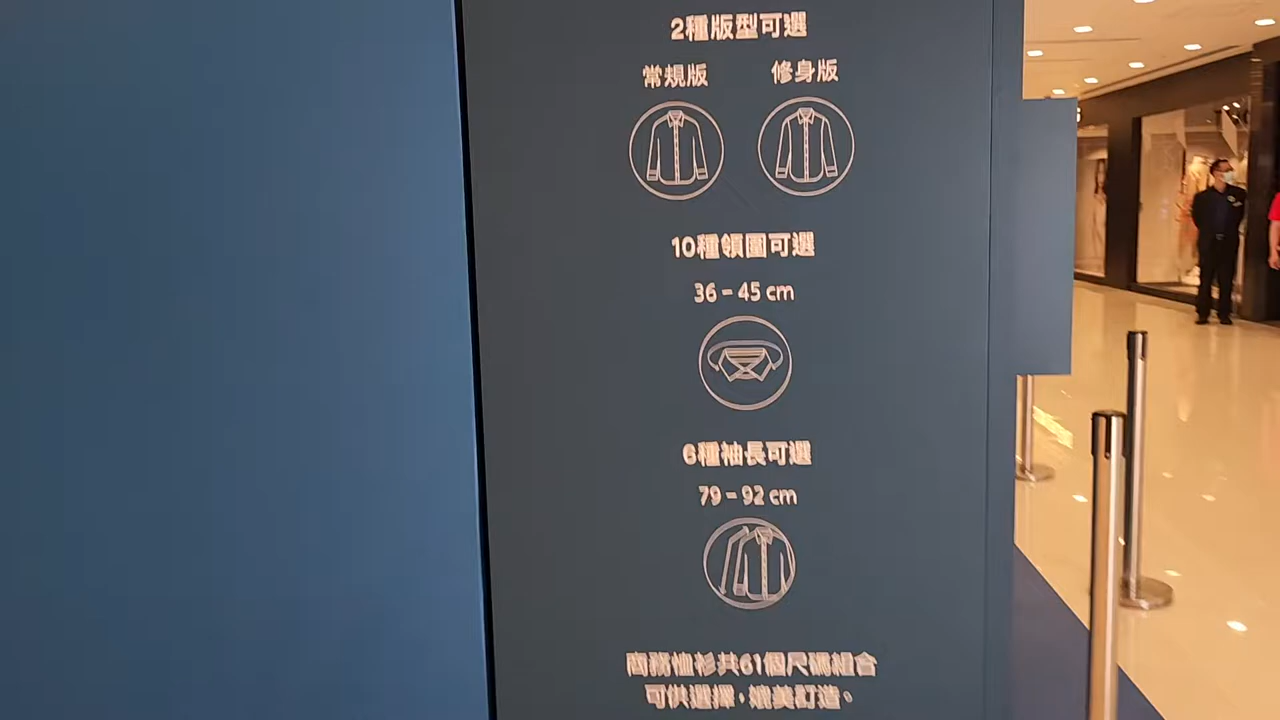 2種版型可選
常規版 修身版
10種領圍可選
36 – 45 cm
6種袖長可選
79 – 92 cm
商務恤衫共61個尺碼組合
可供選擇，媲美訂造。